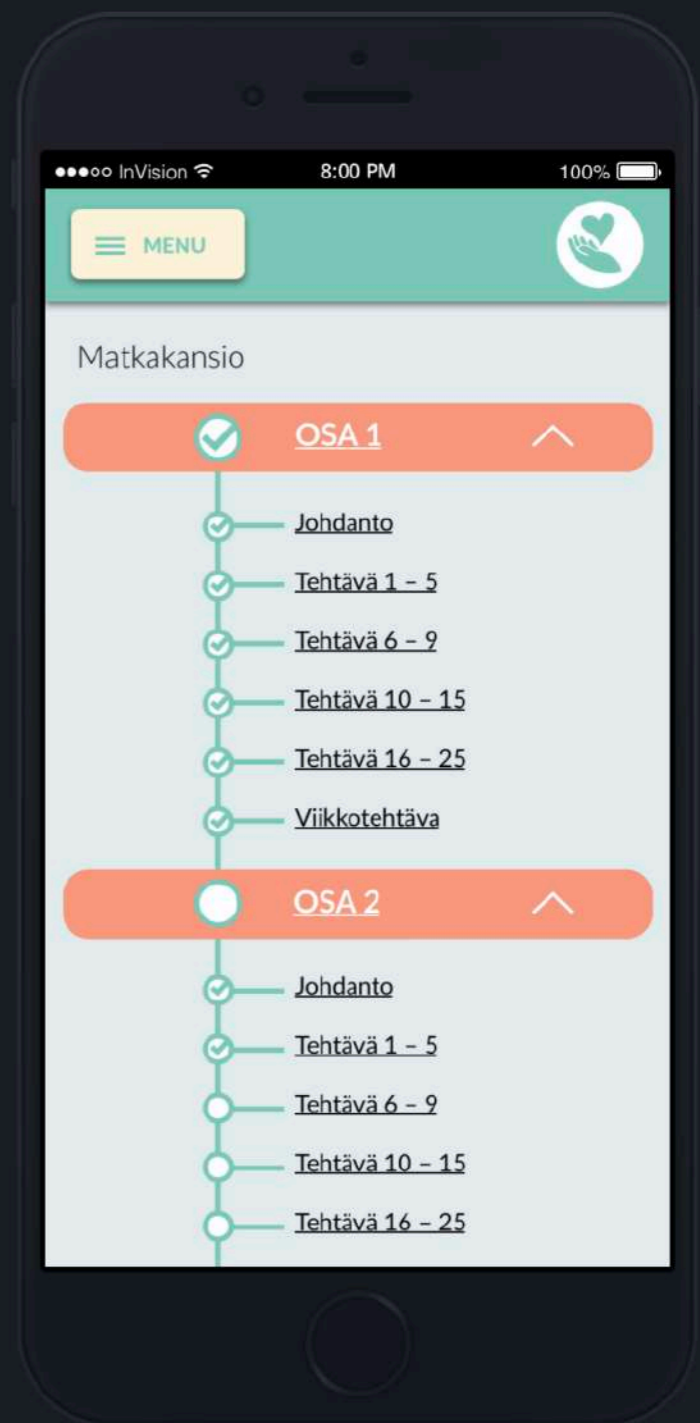 InVision 8:00 PM 100%
MENU
Matkakansio
OSA 1
Johdanto
Tehtävä 1 – 5
Tehtävä 6 – 9
Tehtävä 10 – 15
Tehtävä 16 – 25
Viikkotehtäva
OSA 2
Johdanto
Tehtävä 1 – 5
Tehtävä 6 – 9
Tehtävä 10 – 15
Tehtävä 16 – 25